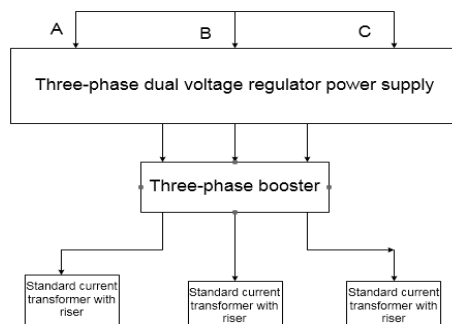 A
B
C
Three-phase dual voltage regulator power supply
Three-phase booster
Standard current
transformer with
riser
Standard current
transformer with
riser
Standard current
transformer with
riser